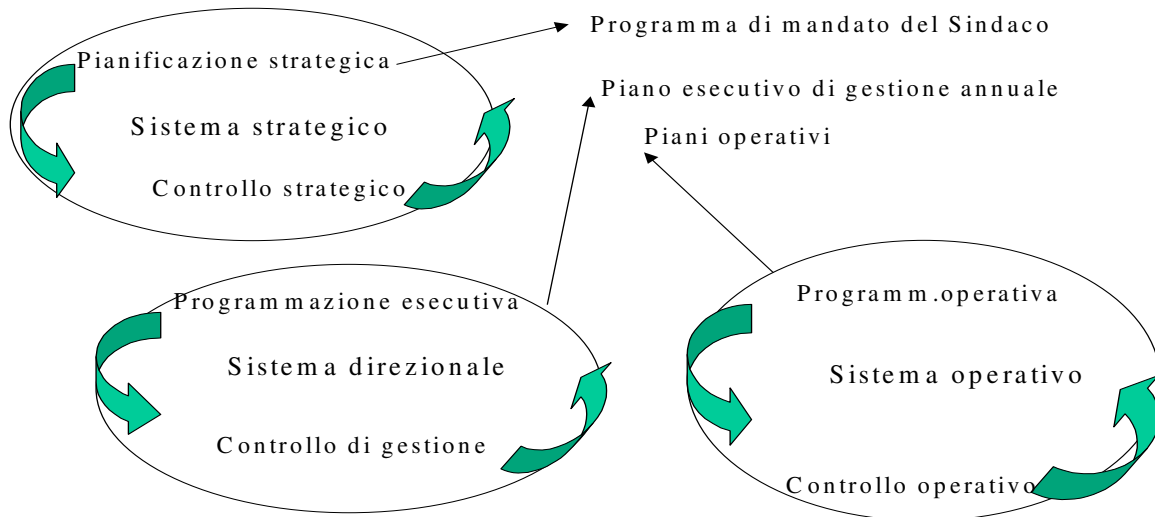 Programma di mandato del Sindaco
Pianificazione strategica
Piano esecutivo di gestione annuale
Sistema strategico
Piani operativi
Controllo strategico
Programmazione esecutiva
Sistema direzionale
Controllo di gestione
Programm.operativa
Sistema operativo
Controllo operativo